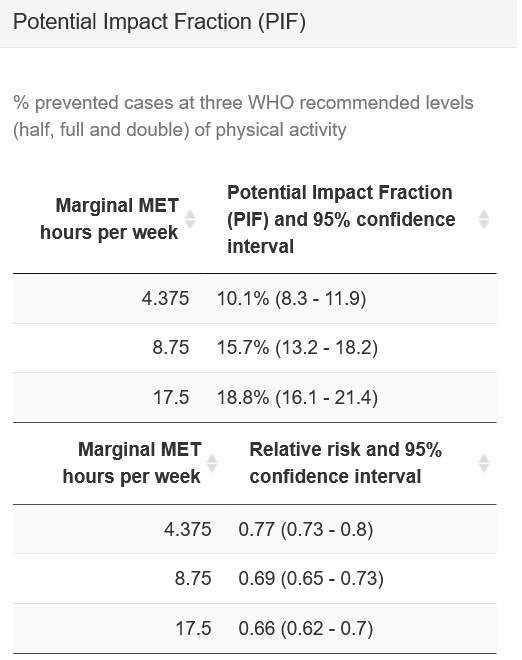 Potential Impact Fraction (PIF)
% prevented cases at three WHO recommended levels
(half, full and double) of physical activity
Marginal MET
hours per week
Potential Impact Fraction
(PIF) and 95% confidence
interval
4.375 10.1% (8.3 - 11.9)
8.75 15.7% (13.2 - 18.2)
17.5 18.8% (16.1 - 21.4)
Marginal MET
hours per week
Relative risk and 95%
confidence interval
4.375 0.77 (0.73 - 0.8)
8.75 0.69 (0.65 - 0.73)
17.5 0.66 (0.62 - 0.7)